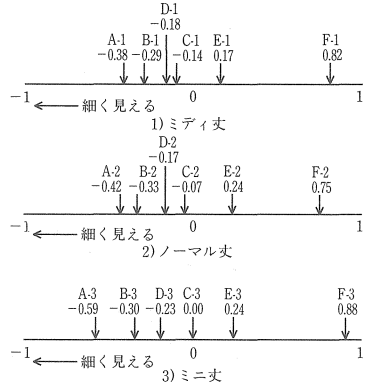 D-1
-0.18
A-1 B-1 C-1 E-1 F-1
-0.38 -0.29 -0.14 0.17 0.82
-1 0 1
細く見える
1) ミディ丈
D-2
-0.17
A-2 B-2 C-2 E-2 F-2
-0.42 -0.33 -0.07 0.24 0.75
-1 0 1
細く見える
2) ノーマル丈
A-3 B-3 D-3 C-3 E-3 F-3
-0.59 -0.30 -0.23 0.00 0.24 0.88
-1 0 1
細く見える
3) ミニ丈